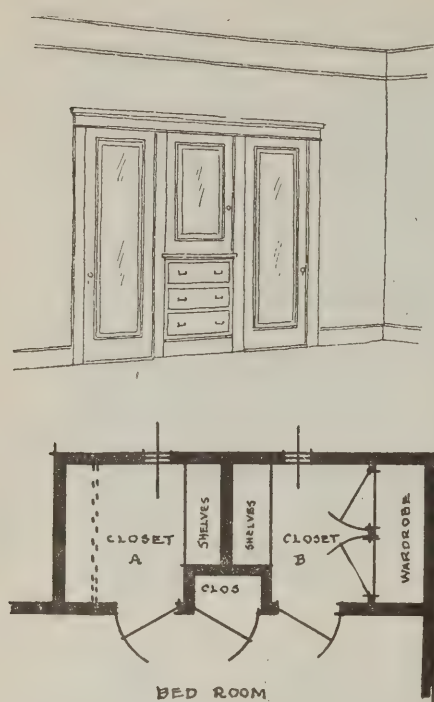 CLOSET
A
SHELVES
SHELVES
CLOSET
B
WARDROBE
CLOS
BED ROOM